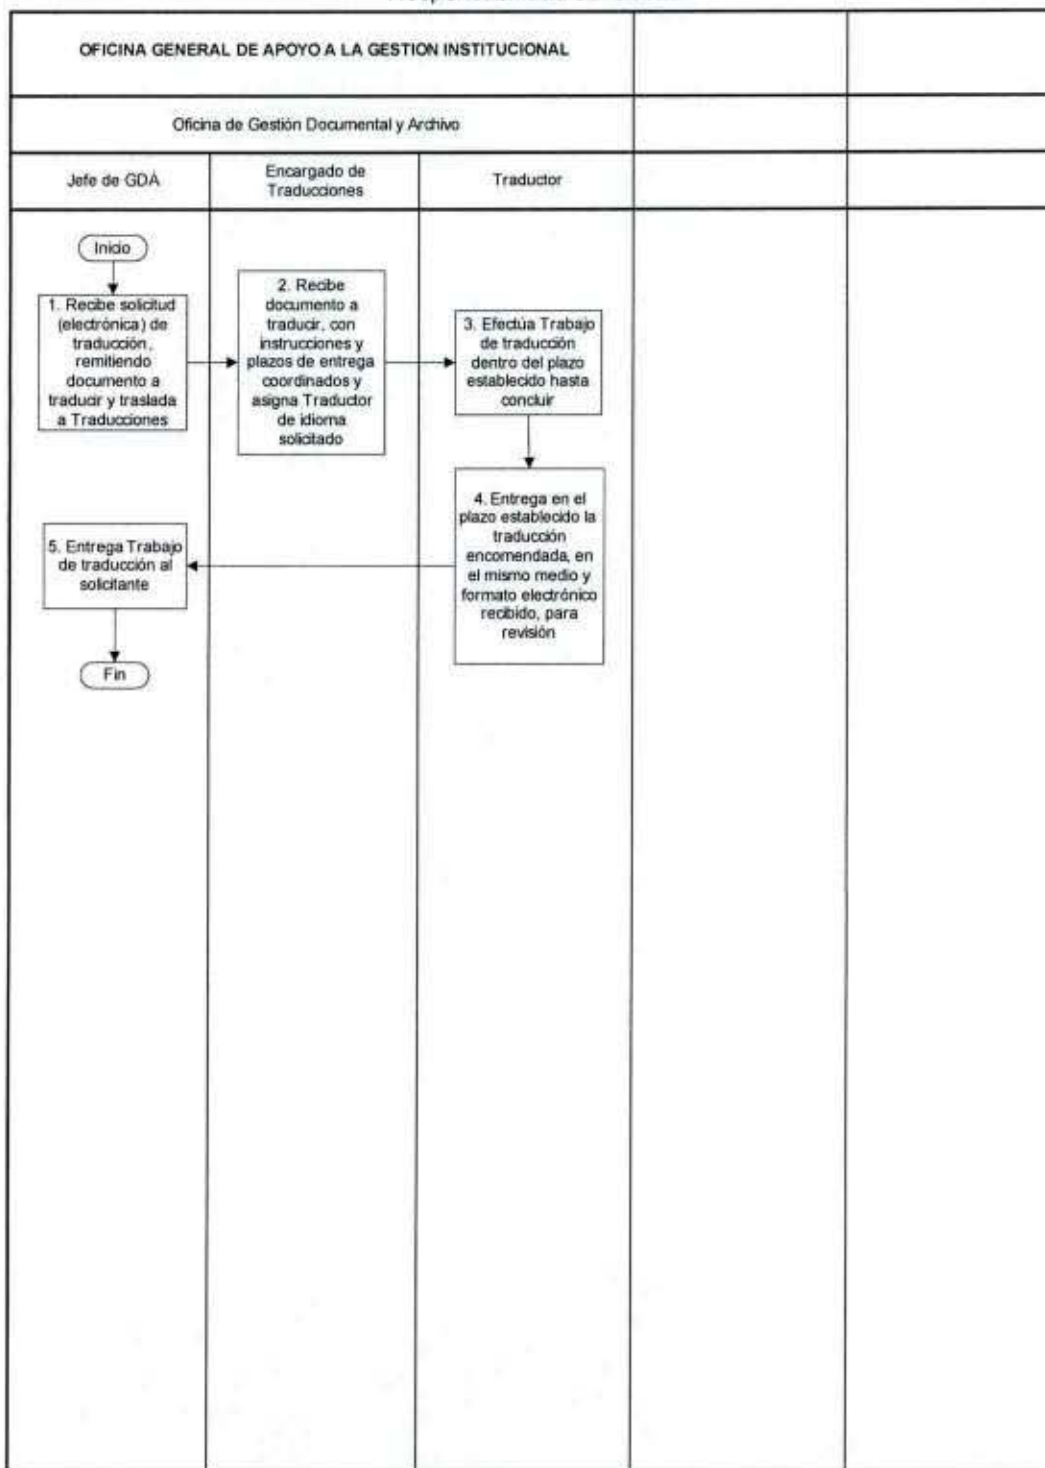 OFICINA GENERAL DE APOYO A LA GESTION INSTITUCIONAL
Oficina de Gestión Documental y Archivo
Jefe de GDA
Encargado de
Traducciones
Traductor
Inicio
1. Recibe solicitud
(electrónica) de
traducción,
remitiendo
documento a
traducir y traslada
a Traducciones
2. Recibe
documento a
traducir, con
instrucciones y
plazos de entrega
coordinados y
asigna Traductor
de idioma
solicitado
3. Efectúa Trabajo
de traducción
dentro del plazo
establecido hasta
concluir
4. Entrega en el
plazo establecido la
traducción
encomendada, en
el mismo medio y
formato electrónico
recibido, para
revisión
5. Entrega Trabajo
de traducción al
solicitante
Fin